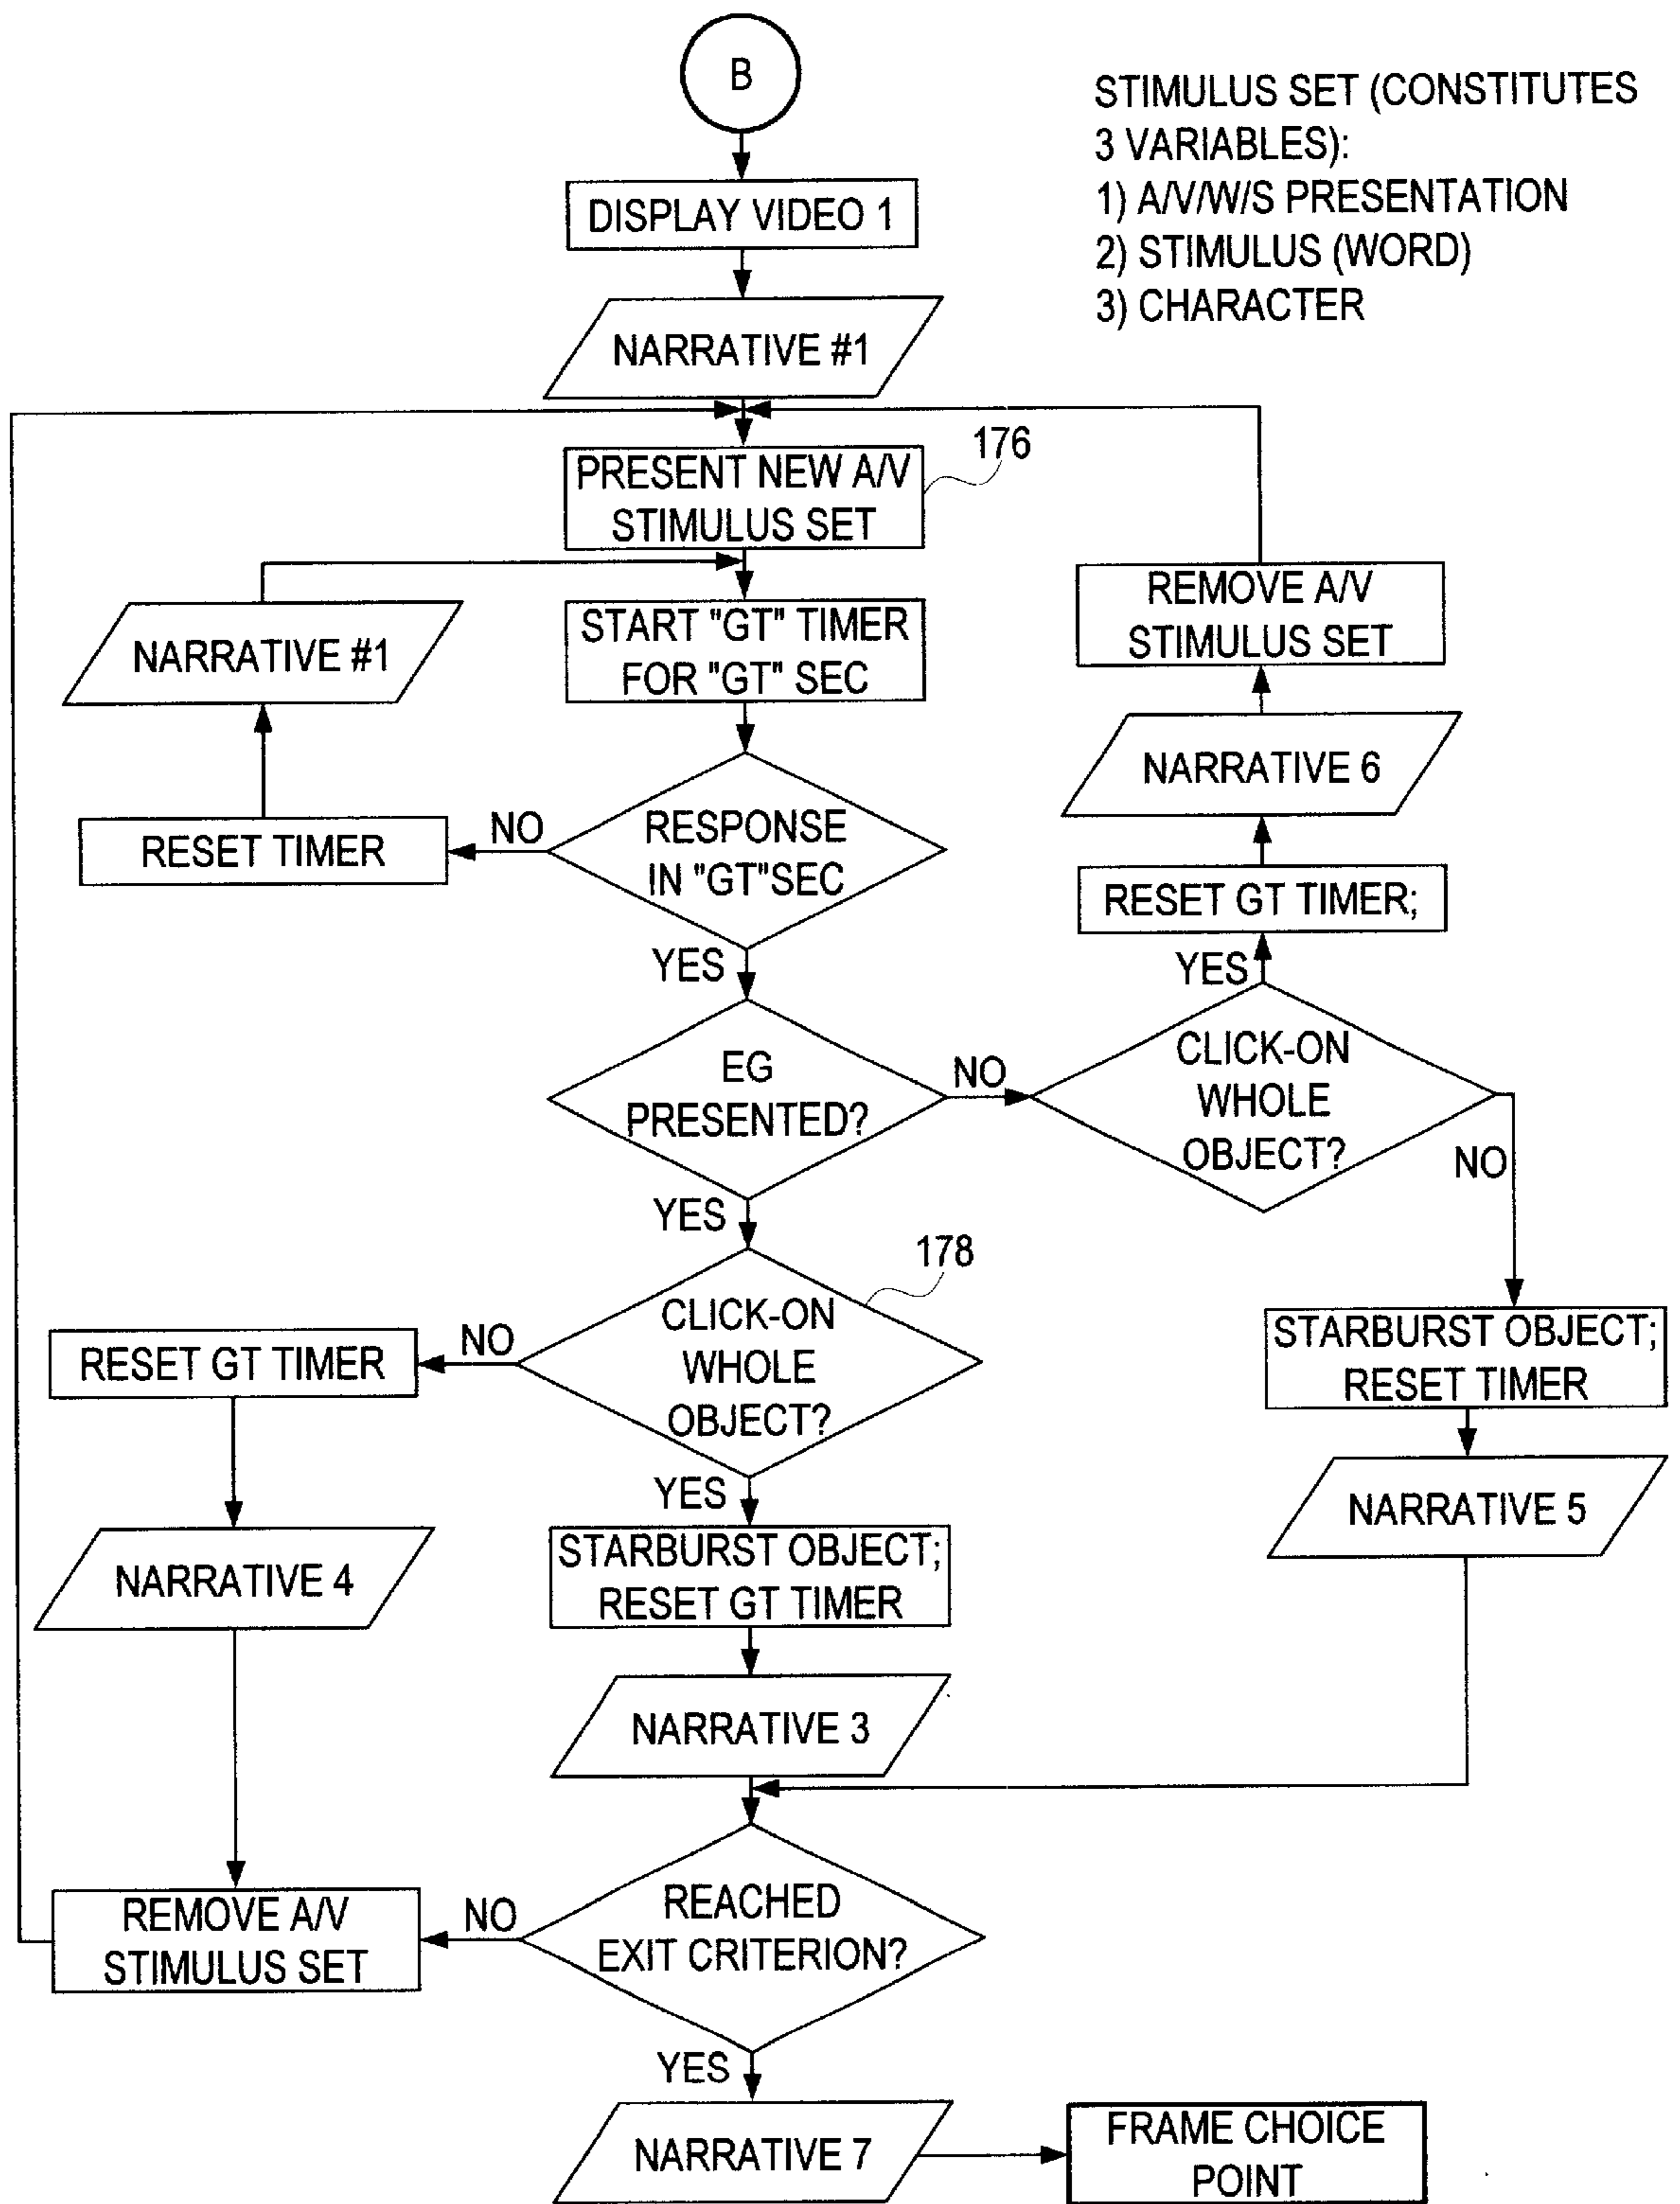 B
STIMULUS SET (CONSTITUTES
3 VARIABLES):
1) A/V/W/S PRESENTATION
2) STIMULUS (WORD)
3) CHARACTER
DISPLAY VIDEO 1
NARRATIVE #1
176
PRESENT NEW A/V
STIMULUS SET
START "GT" TIMER
FOR "GT" SEC
NARRATIVE #1
REMOVE A/V
STIMULUS SET
NARRATIVE 6
RESET TIMER
NO
RESPONSE
IN "GT"SEC
RESET GT TIMER;
YES
YES
EG
PRESENTED?
NO
CLICK-ON
WHOLE
OBJECT?
NO
YES
178
CLICK-ON
WHOLE
OBJECT?
NO
RESET GT TIMER
STARBURST OBJECT;
RESET TIMER
YES
NARRATIVE 5
NARRATIVE 4
STARBURST OBJECT;
RESET GT TIMER
NARRATIVE 3
REMOVE A/V
STIMULUS SET
NO
REACHED
EXIT CRITERION?
YES
NARRATIVE 7
FRAME CHOICE
POINT